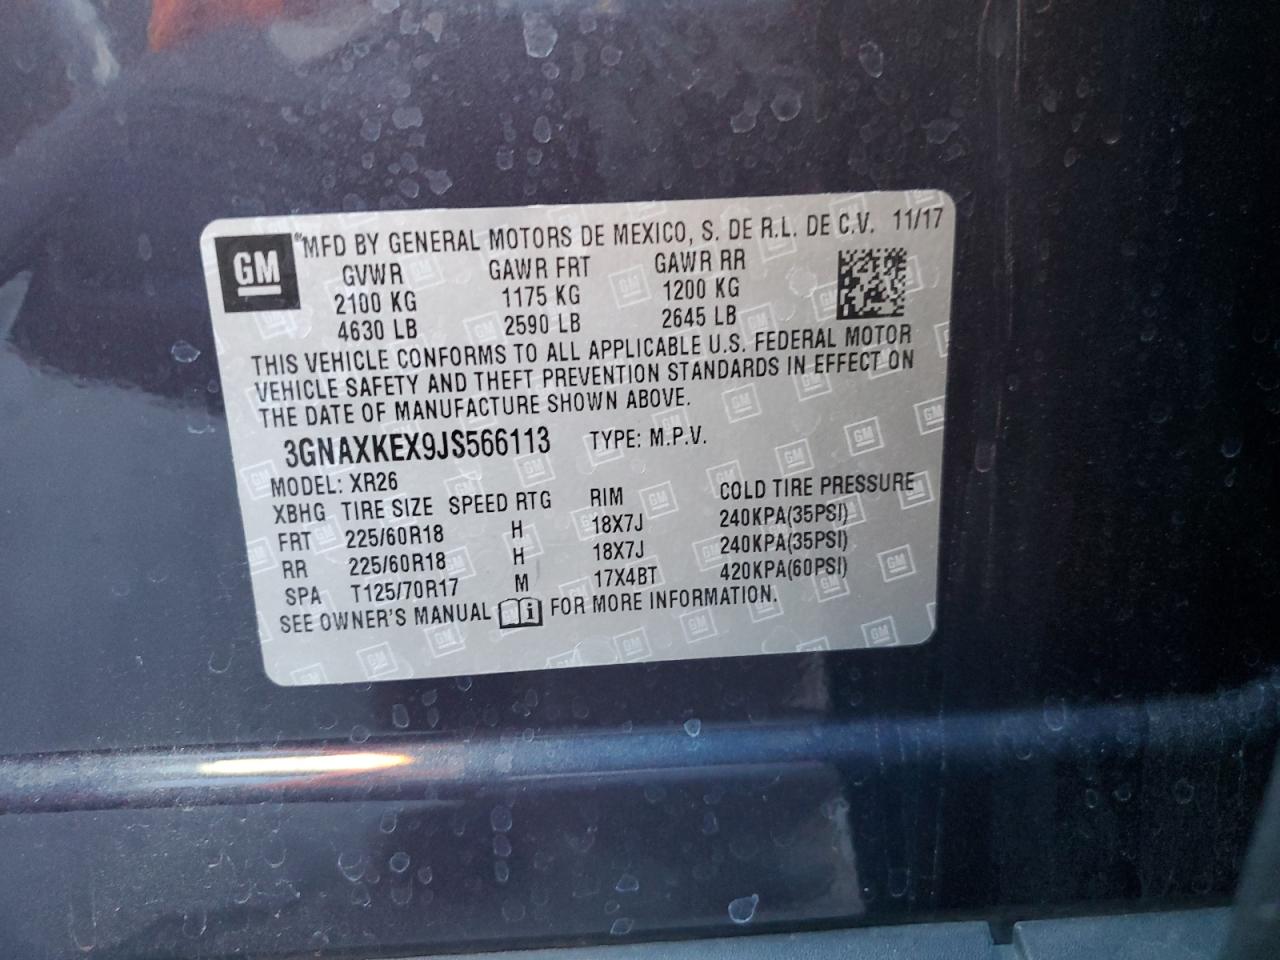 GM
MFD BY GENERAL MOTORS DE MEXICO, S. DE R.L. DE C.V. 11/17
GVWR GAWR FRT GAWR RR
2100 KG 1175 KG 1200 KG
4630 LB 2590 LB 2645 LB
THIS VEHICLE CONFORMS TO ALL APPLICABLE U.S. FEDERAL MOTOR
VEHICLE SAFETY AND THEFT PREVENTION STANDARDS IN EFFECT ON
THE DATE OF MANUFACTURE SHOWN ABOVE.
3GNAXKEX9JS566113 TYPE: M.P.V.
MODEL: XR26
XBHG TIRE SIZE SPEED RTG RIM COLD TIRE PRESSURE
FRT 225/60R18 H 18X7J 240KPA(35PSI)
RR 225/60R18 H 18X7J 240KPA(35PSI)
SPA T125/70R17 M 17X4BT 420KPA(60PSI)
SEE OWNER'S MANUAL i FOR MORE INFORMATION.